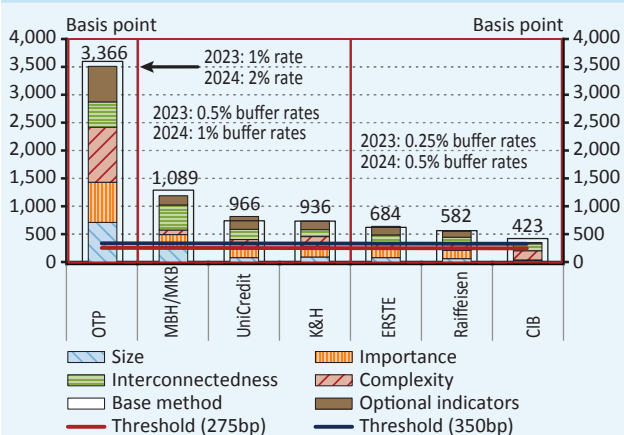 Basis point Basis point
4,000 4,000
3,500 3,500
3,000 3,000
2,500 2,500
2,000 2,000
1,500 1,500
1,000 1,000
500 500
0 0
3,366
2023: 1% rate
2024: 2% rate
2023: 0.5% buffer rates
2024: 1% buffer rates
2023: 0.25% buffer rates
2024: 0.5% buffer rates
1,089
966
936
684
582
423
OTP
MBH/MKB
UniCredit
K&H
ERSTE
Raiffeisen
CIB
Size Importance
Interconnectedness Complexity
Base method Optional indicators
Threshold (275bp) Threshold (350bp)